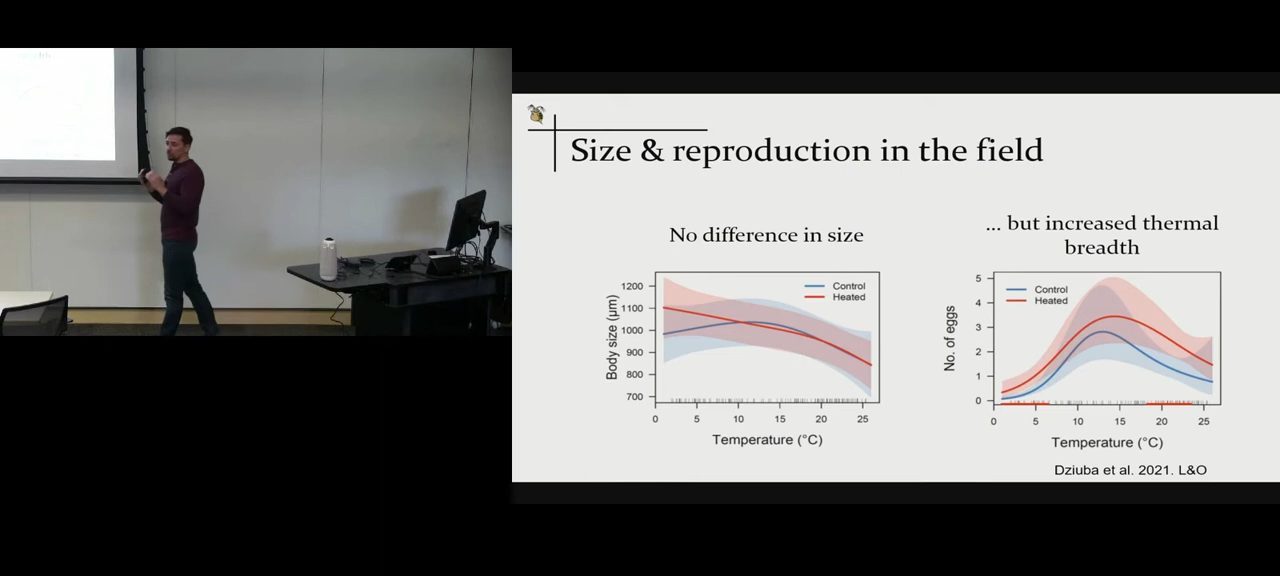 Size & reproduction in the field
No difference in size
... but increased thermal
breadth
Control
Heated
1200
1100
1000
900
800
700
Body size (µm)
0 5 10 15 20 25
Temperature (°C)
Control
Heated
5
4
3
2
1
0
No. of eggs
0 5 10 15 20 25
Temperature (°C)
Dziuba et al. 2021. L&O